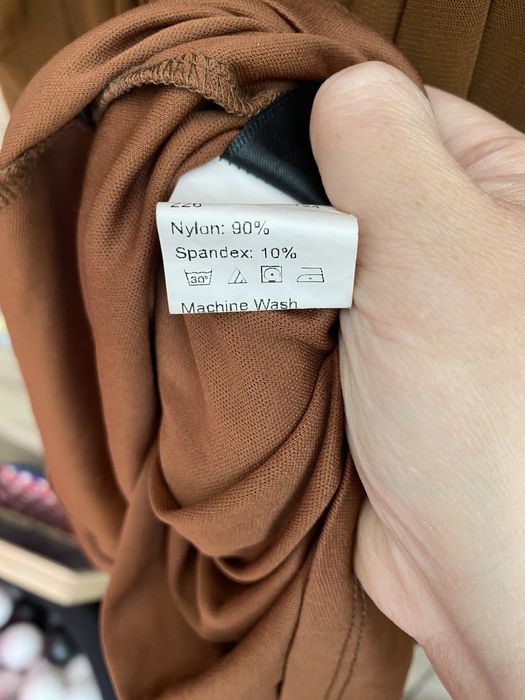 Nylon: 90%
Spandex: 10%
30°
Machine Wash